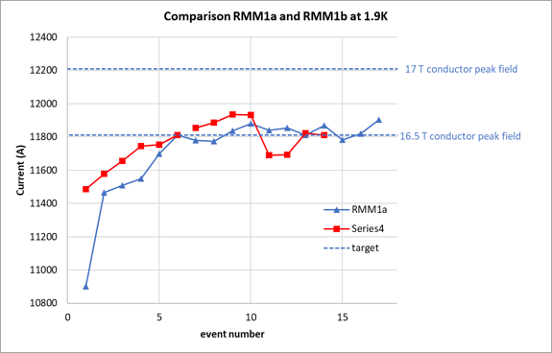 Comparison RMM1a and RMM1b at 1.9K
12400
12200
12000
11800
11600
11400
11200
11000
10800
Current (A)
0
5
10
15
event number
17 T conductor peak field
16.5 T conductor peak field
RMM1a
Series4
target